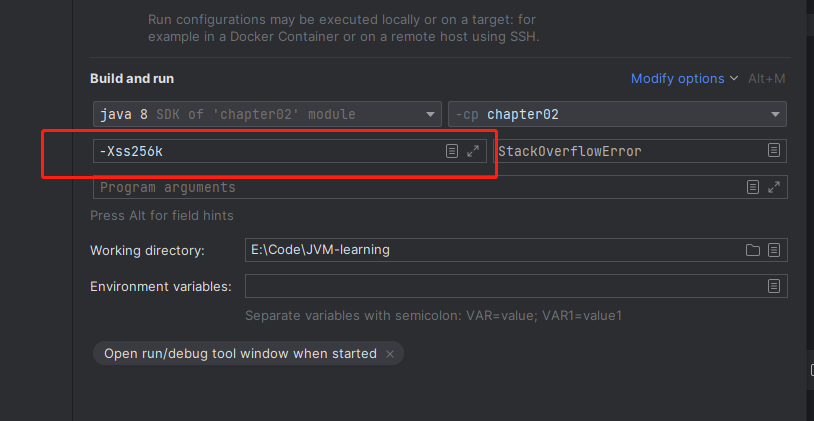 Run configurations may be executed locally or on a target: for
example in a Docker Container or on a remote host using SSH.
Build and run
Modify options Alt+M
java 8 SDK of 'chapter02' module
-cp chapter02
-Xss256k
StackOverflowError
Program arguments
Press Alt for field hints
Working directory:
E:\Code\JVM-learning
Environment variables:
Separate variables with semicolon: VAR=value; VAR1=value1
Open run/debug tool window when started ×